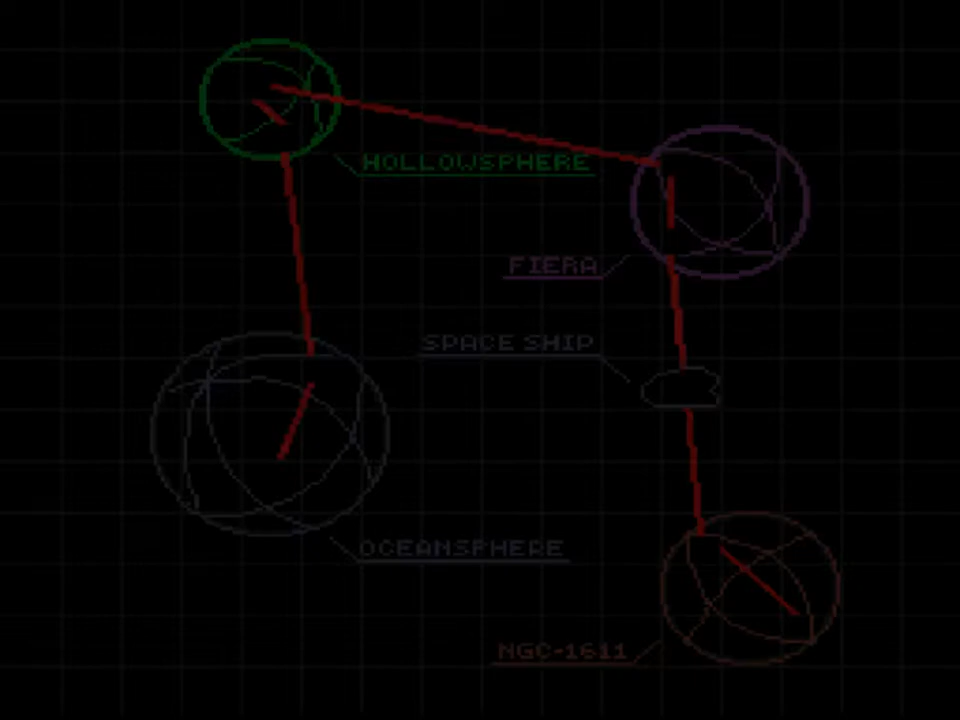 HOLLOWSPHERE
FIERA
SPACE SHIP
OCEANSPHERE
NGC-1611